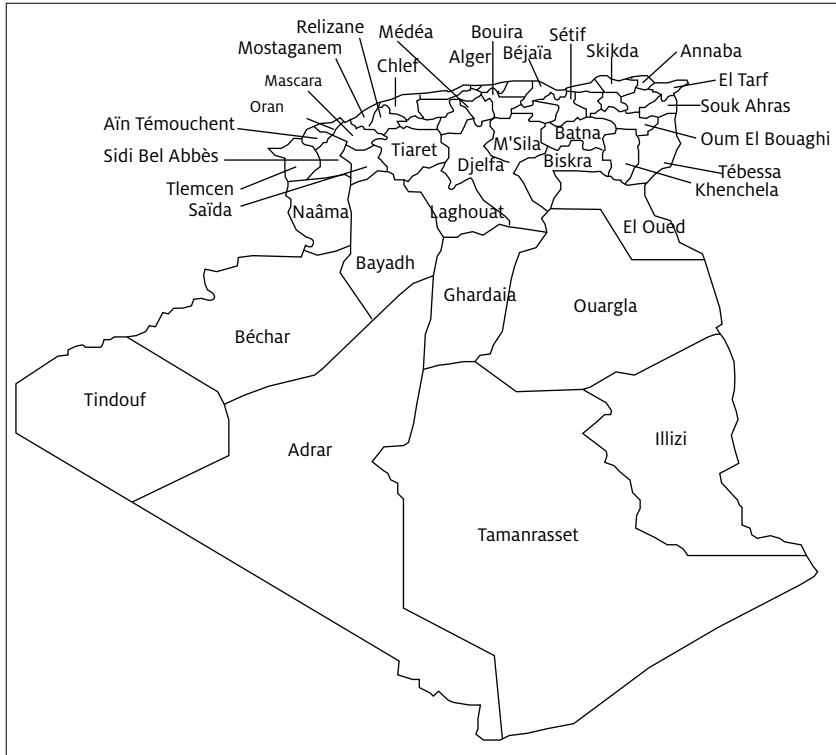 Relizane
Médéa
Bouira
Sétif
Mostaganem
Alger
Béjaïa
Skikda
Annaba
Chlef
Mascara
El Tarf
Oran
Souk Ahras
Aïn Témouchent
M'Sila
Batna
Oum El Bouaghi
Sidi Bel Abbès
Tiaret
Djelfa
Biskra
Tébessa
Tlemcen
Khenchela
Saïda
Naâma
Laghouat
El Oued
Bayadh
Ghardaia
Ouargla
Béchar
Tindouf
Adrar
Illizi
Tamanrasset